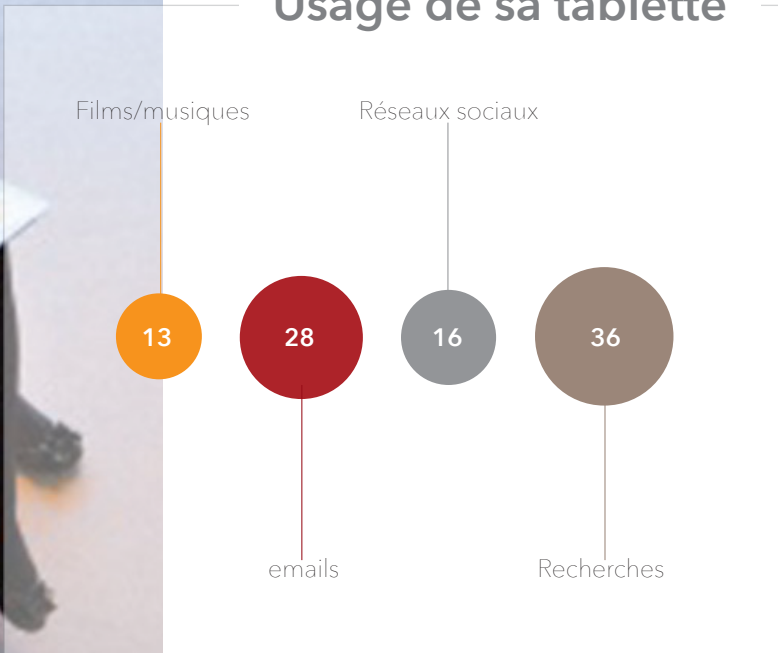 Usage de sa tablette
Films/musiques
Réseaux sociaux
13
28
16
36
emails
Recherches